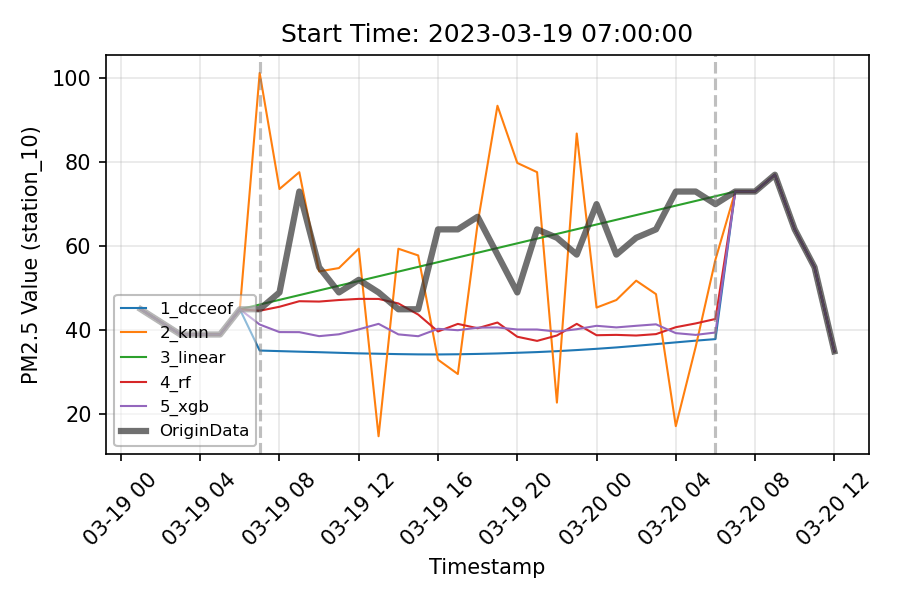 Start Time: 2023-03-19 07:00:00
PM2.5 Value (station_10)
100
80
60
40
20
1_dcceof
2_knn
3_linear
4_rf
5_xgb
OriginData
03-19 00
03-19 04
03-19 08
03-19 12
03-19 16
03-19 20
03-20 00
03-20 04
03-20 08
03-20 12
Timestamp